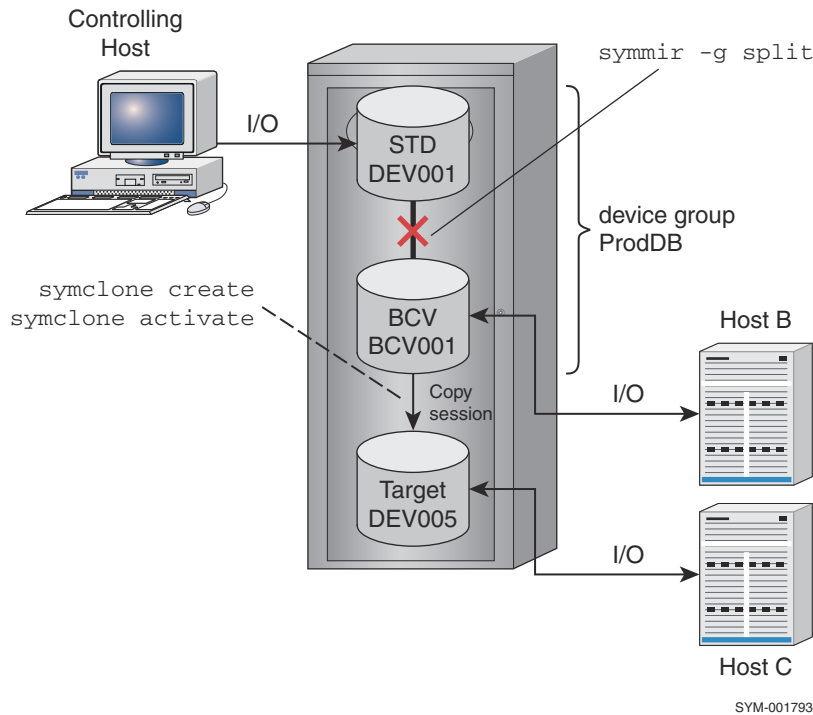 Controlling
Host
symmir -g split
I/O
STD
DEV001
device group
ProdDB
symclone create
symclone activate
BCV
BCV001
Host B
I/O
Copy
session
Target
DEV005
I/O
Host C
SYM-001793